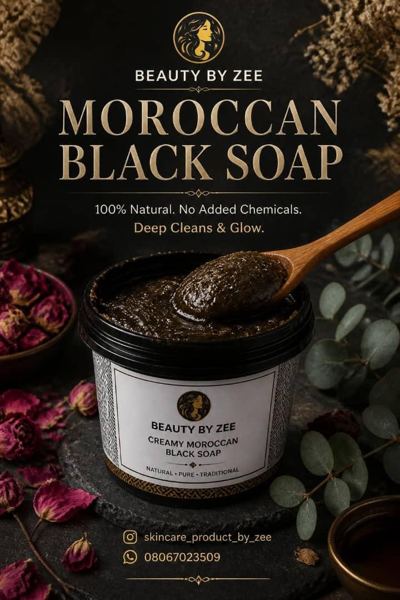 BEAUTY BY ZEE
MOROCCAN
BLACK SOAP
100% Natural. No Added Chemicals.
Deep Cleans & Glow.
BEAUTY BY ZEE
CREAMY MOROCCAN
BLACK SOAP
NATURAL • PURE • TRADITIONAL
skincare_product_by_zee
08067023509